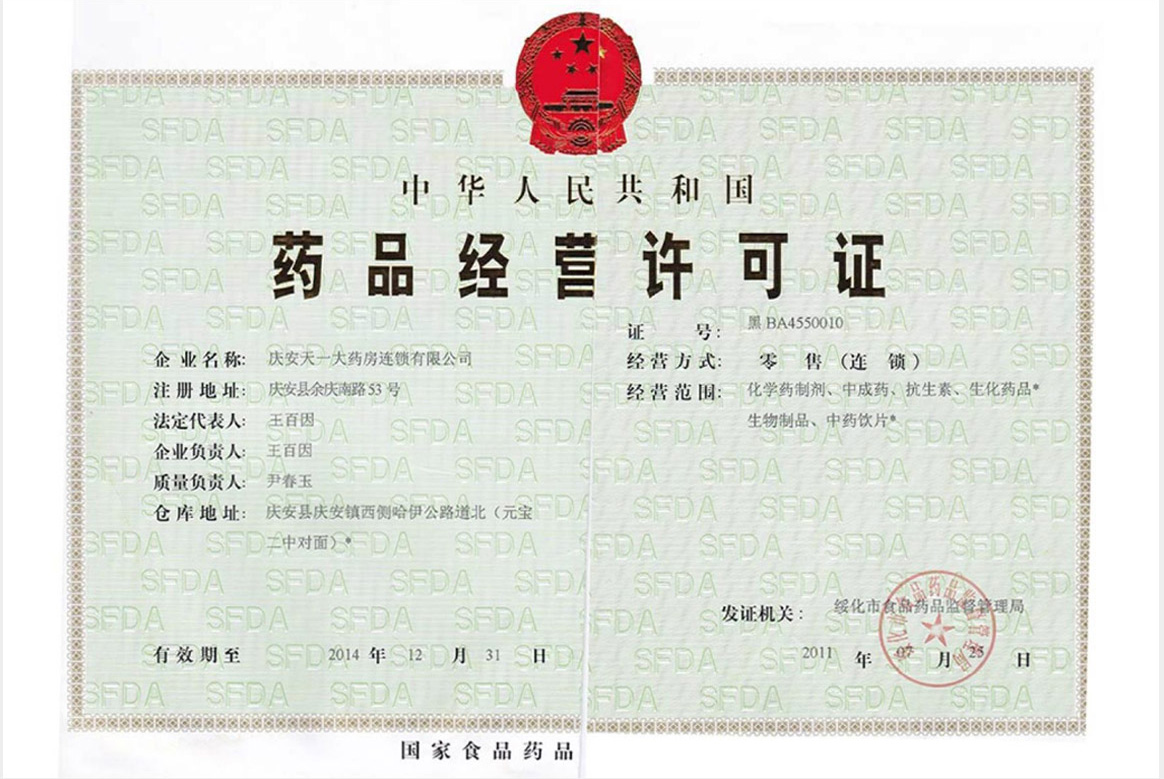 中华人民共和国
药品经营许可证
证 号： 黑 BA4550010
企业名称： 庆安天一大药房连锁有限公司
经营方式： 零 售（连 锁）
注册地址： 庆安县余庆南路 53 号
经营范围： 化学药制剂、中成药、抗生素、生化药品*
生物制品、中药饮片*
法定代表人： 王百因
企业负责人： 王百因
质量负责人： 尹春玉
仓库地址： 庆安县庆安镇西侧哈伊公路道北（元宝
二中对面）*
发证机关： 绥化市食品药品监督管理局
有效期至 2014 年 12 月 31 日
2011 年 07 月 25 日
国家食品药品